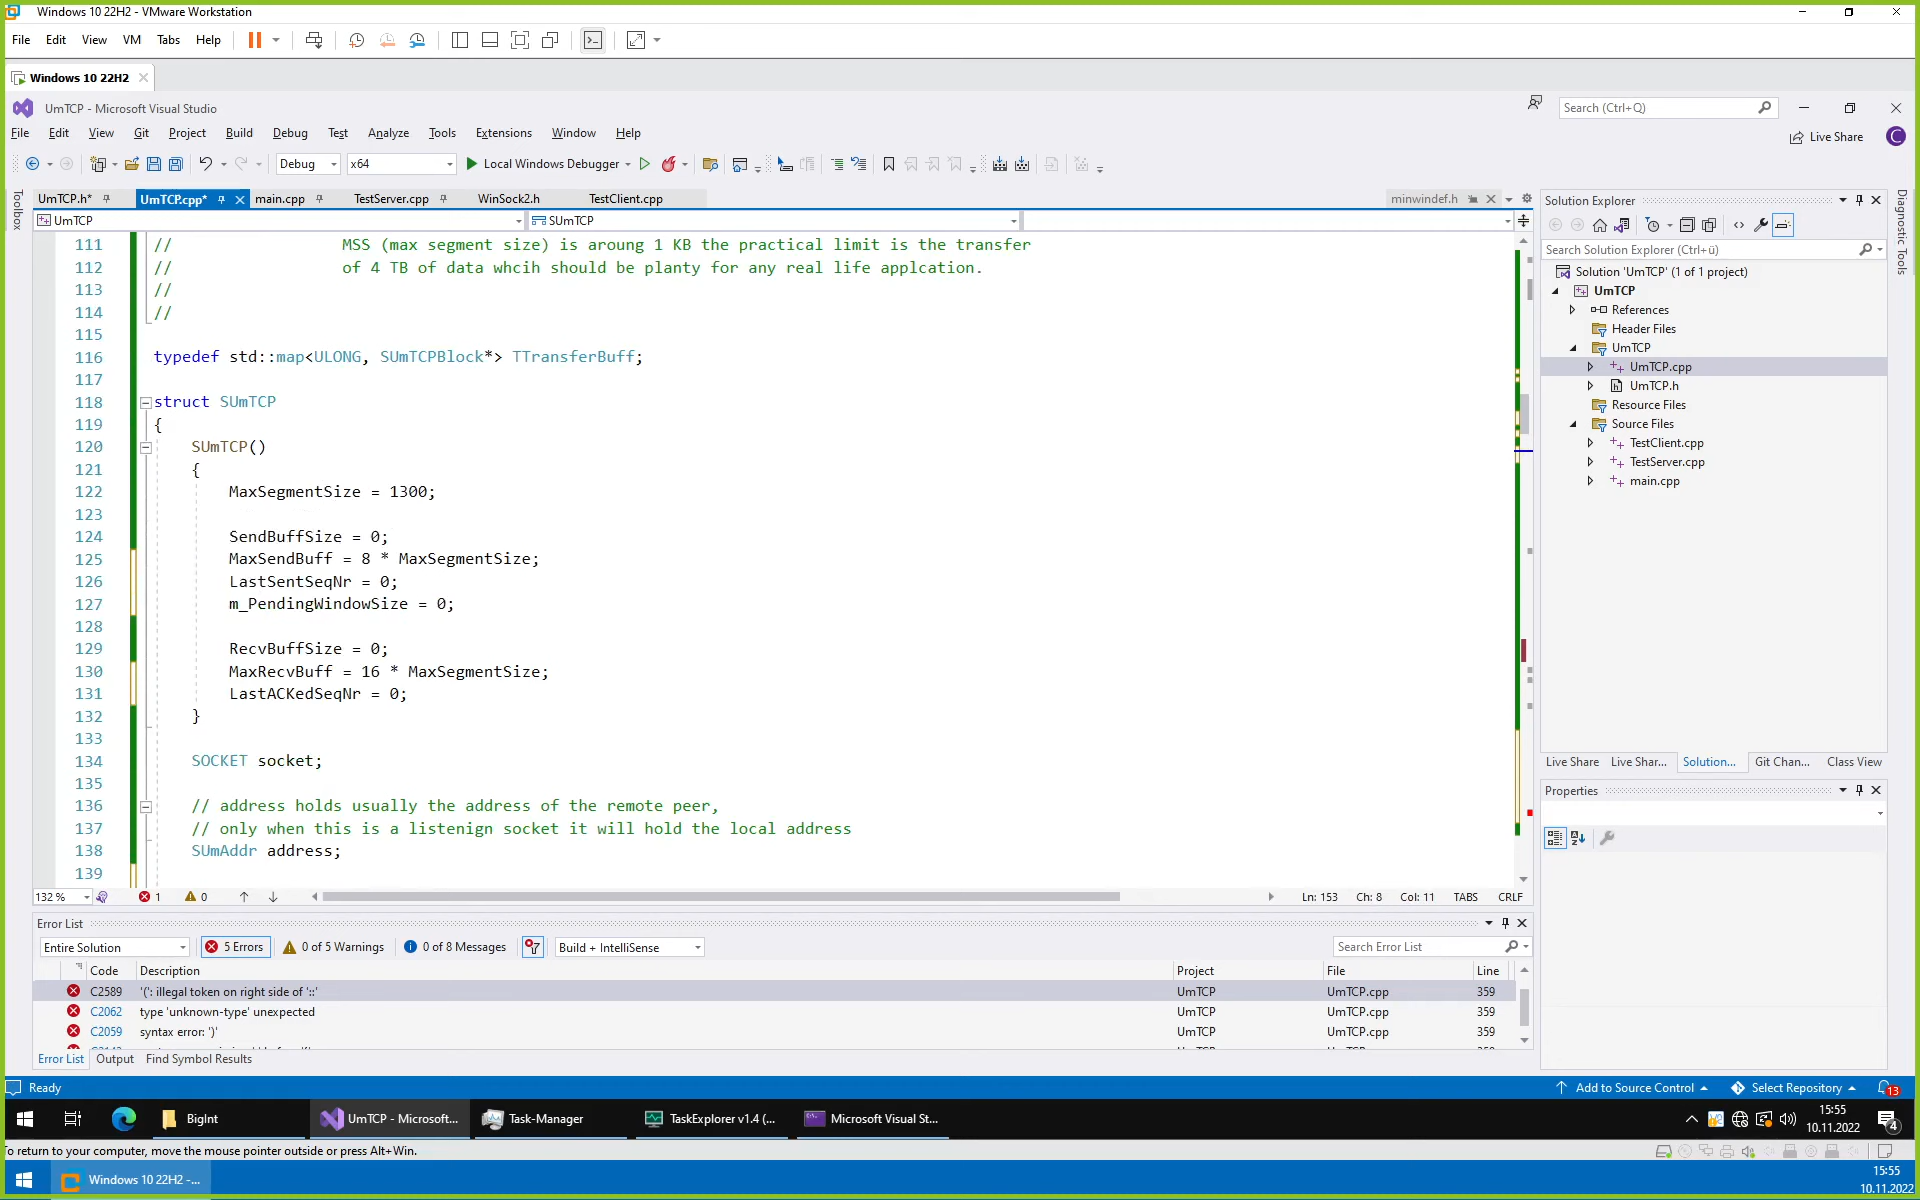 Windows 10 22H2 - VMware Workstation
File Edit View VM Tabs Help
Windows 10 22H2
UmTCP - Microsoft Visual Studio
Search (Ctrl+Q)
File Edit View Git Project Build Debug Test Analyze Tools Extensions Window Help
Live Share
C
Debug x64 Local Windows Debugger
Toolbox
UmTCP.h* UmTCP.cpp* main.cpp TestServer.cpp WinSock2.h TestClient.cpp minwindef.h
UmTCP SUmTCP
111 // MSS (max segment size) is aroung 1 KB the practical limit is the transfer
112 // of 4 TB of data whcih should be planty for any real life applcation.
113 //
114 //
115
116 typedef std::map<ULONG, SUmTCPBlock*> TTransferBuff;
117
118 struct SUmTCP
119 {
120 SUmTCP()
121 {
122 MaxSegmentSize = 1300;
123
124 SendBuffSize = 0;
125 MaxSendBuff = 8 * MaxSegmentSize;
126 LastSentSeqNr = 0;
127 m_PendingWindowSize = 0;
128
129 RecvBuffSize = 0;
130 MaxRecvBuff = 16 * MaxSegmentSize;
131 LastACKedSeqNr = 0;
132 }
133
134 SOCKET socket;
135
136 // address holds usually the address of the remote peer,
137 // only when this is a listenign socket it will hold the local address
138 SUmAddr address;
139
132 % 1 0 Ln: 153 Ch: 8 Col: 11 TABS CRLF
Solution Explorer
Search Solution Explorer (Ctrl+ü)
Solution 'UmTCP' (1 of 1 project)
UmTCP
References
Header Files
UmTCP
UmTCP.cpp
UmTCP.h
Resource Files
Source Files
TestClient.cpp
TestServer.cpp
main.cpp
Live Share Live Shar... Solution... Git Chan... Class View
Properties
Diagnostic Tools
Error List
Entire Solution 5 Errors 0 of 5 Warnings 0 of 8 Messages Build + IntelliSense Search Error List
Code Description Project File Line
C2589 '(': illegal token on right side of '::' UmTCP UmTCP.cpp 359
C2062 type 'unknown-type' unexpected UmTCP UmTCP.cpp 359
C2059 syntax error: ')' UmTCP UmTCP.cpp 359
Error List Output Find Symbol Results
Ready Add to Source Control Select Repository 13
BigInt UmTCP - Microsoft... Task-Manager TaskExplorer v1.4 (... Microsoft Visual St... 15:55
10.11.2022 4
To return to your computer, move the mouse pointer outside or press Alt+Win.
Windows 10 22H2 -... 15:55
10.11.2022